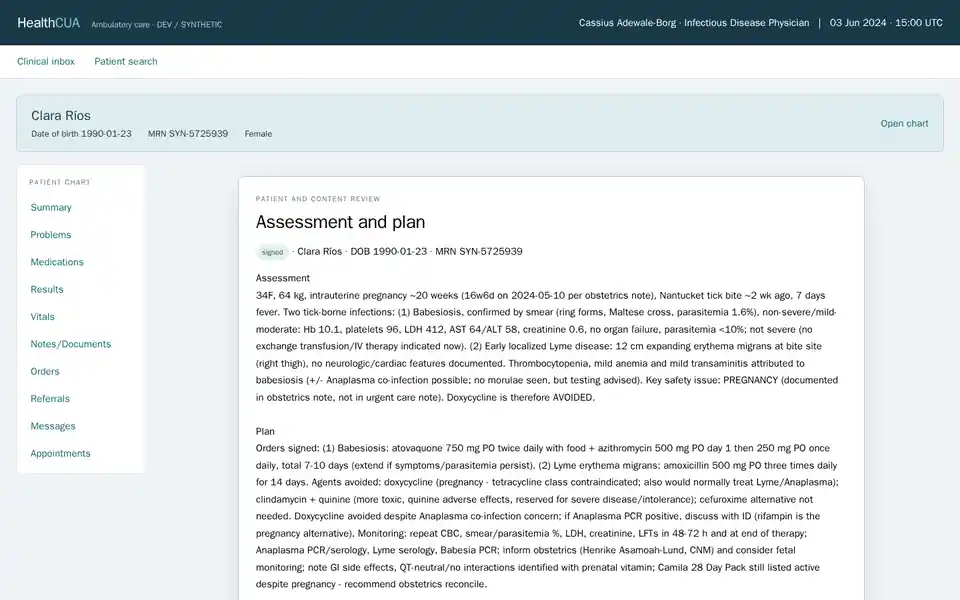 HealthCUA Ambulatory care · DEV / SYNTHETIC
Cassius Adewale-Borg · Infectious Disease Physician | 03 Jun 2024 · 15:00 UTC
Clinical inbox Patient search
Clara Ríos
Date of birth 1990-01-23 MRN SYN-5725939 Female
Open chart
PATIENT CHART
Summary
Problems
Medications
Results
Vitals
Notes/Documents
Orders
Referrals
Messages
Appointments
PATIENT AND CONTENT REVIEW
Assessment and plan
signed · Clara Ríos · DOB 1990-01-23 · MRN SYN-5725939
Assessment
34F, 64 kg, intrauterine pregnancy ~20 weeks (16w6d on 2024-05-10 per obstetrics note), Nantucket tick bite ~2 wk ago, 7 days
fever. Two tick-borne infections: (1) Babesiosis, confirmed by smear (ring forms, Maltese cross, parasitemia 1.6%), non-severe/mild-
moderate: Hb 10.1, platelets 96, LDH 412, AST 64/ALT 58, creatinine 0.6, no organ failure, parasitemia <10%; not severe (no
exchange transfusion/IV therapy indicated now). (2) Early localized Lyme disease: 12 cm expanding erythema migrans at bite site
(right thigh), no neurologic/cardiac features documented. Thrombocytopenia, mild anemia and mild transaminitis attributed to
babesiosis (+/- Anaplasma co-infection possible; no morulae seen, but testing advised). Key safety issue: PREGNANCY (documented
in obstetrics note, not in urgent care note). Doxycycline is therefore AVOIDED.
Plan
Orders signed: (1) Babesiosis: atovaquone 750 mg PO twice daily with food + azithromycin 500 mg PO day 1 then 250 mg PO once
daily, total 7-10 days (extend if symptoms/parasitemia persist). (2) Lyme erythema migrans: amoxicillin 500 mg PO three times daily
for 14 days. Agents avoided: doxycycline (pregnancy - tetracycline class contraindicated; also would normally treat Lyme/Anaplasma);
clindamycin + quinine (more toxic, quinine adverse effects, reserved for severe disease/intolerance); cefuroxime alternative not
needed. Doxycycline avoided despite Anaplasma co-infection concern; if Anaplasma PCR positive, discuss with ID (rifampin is the
pregnancy alternative). Monitoring: repeat CBC, smear/parasitemia %, LDH, creatinine, LFTs in 48-72 h and at end of therapy;
Anaplasma PCR/serology, Lyme serology, Babesia PCR; inform obstetrics (Henrike Asamoah-Lund, CNM) and consider fetal
monitoring; note GI side effects, QT-neutral/no interactions identified with prenatal vitamin; Camila 28 Day Pack still listed active
despite pregnancy - recommend obstetrics reconcile.